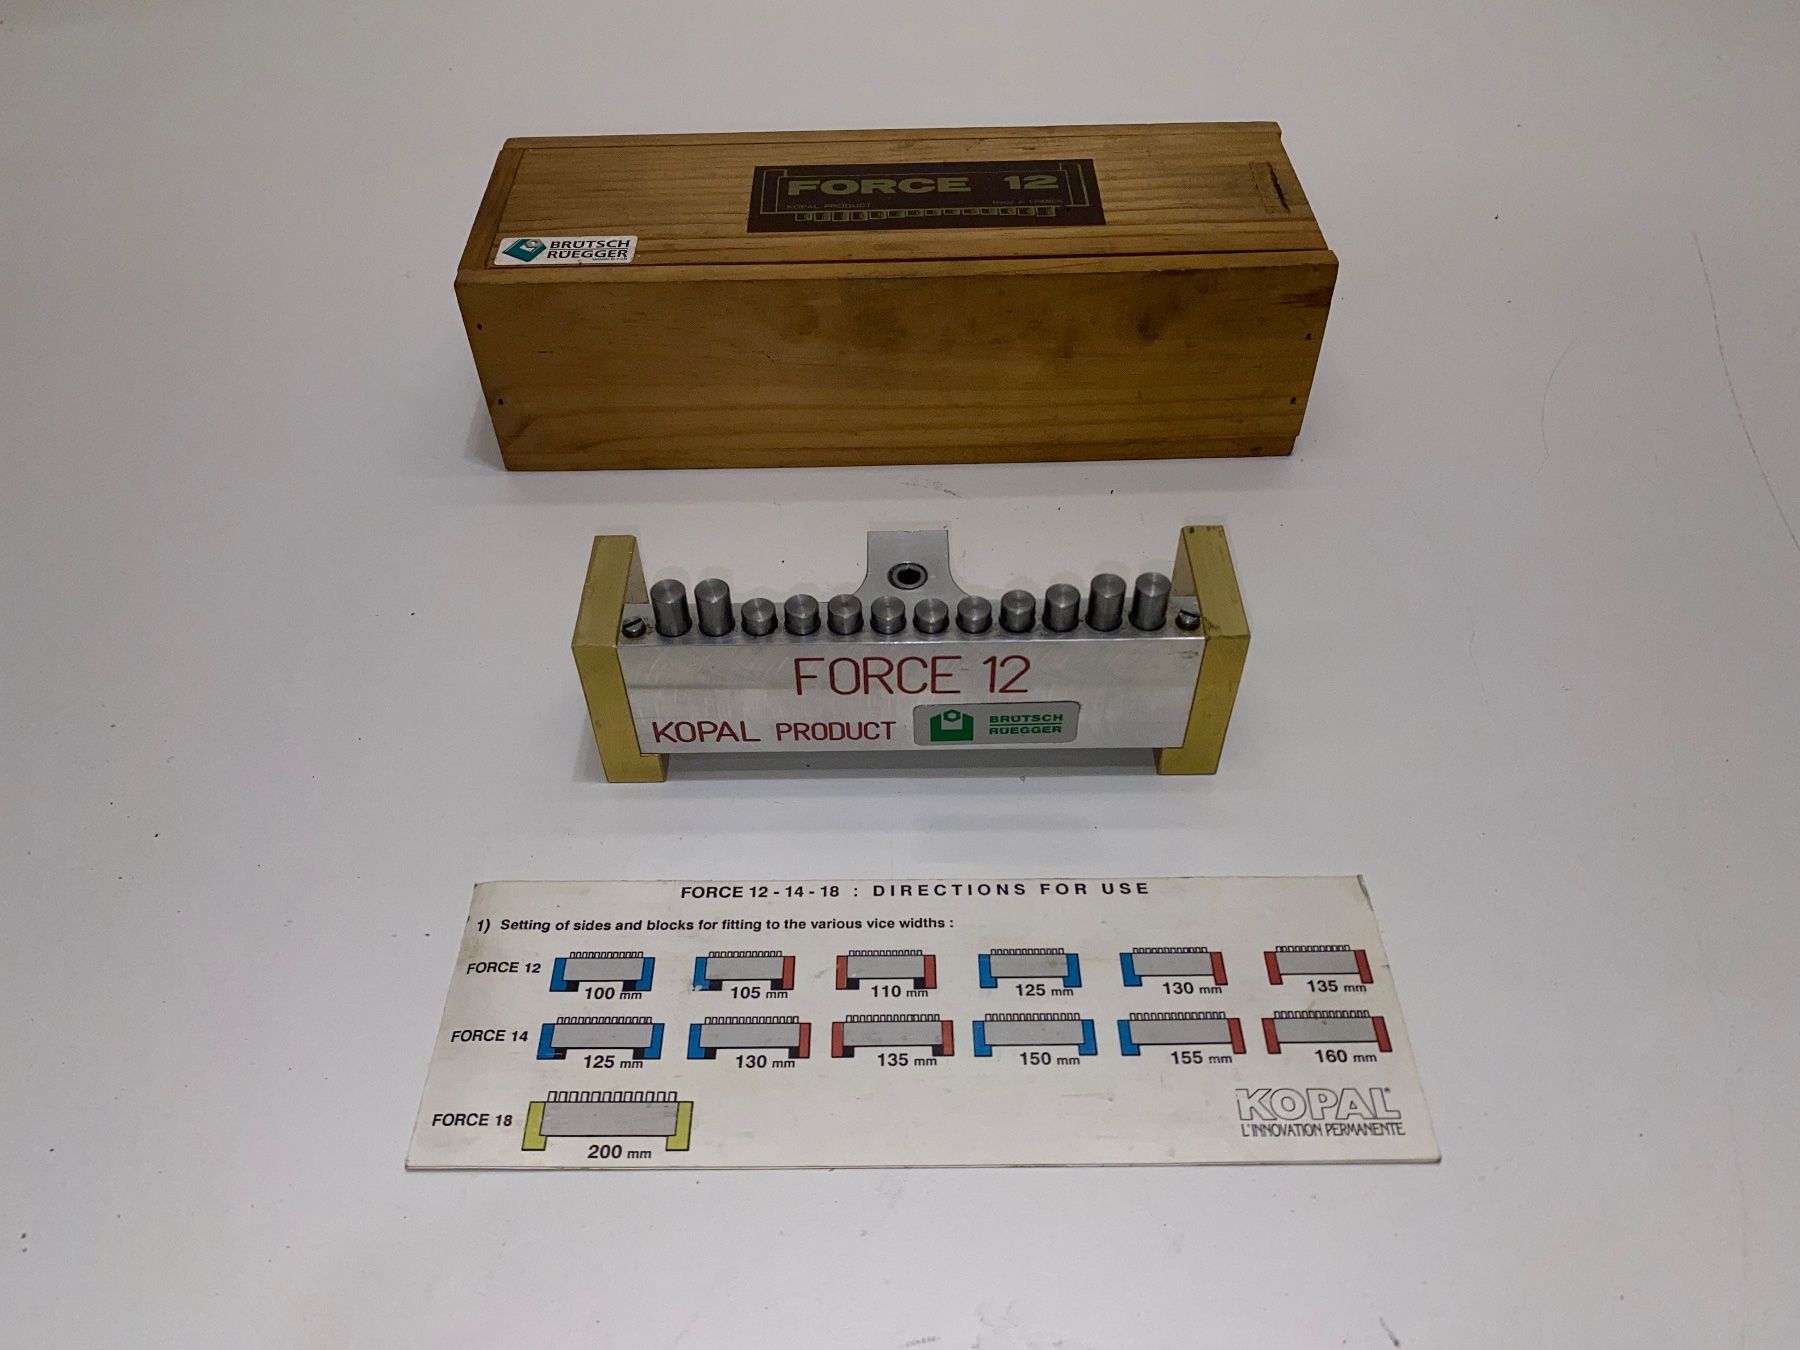 FORCE 12
KOPAL PRODUCT Made in FRANCE
BRÜTSCH
RÜEGGER
FORCE 12
KOPAL PRODUCT
BRÜTSCH
RÜEGGER
FORCE 12 - 14 - 18 : DIRECTIONS FOR USE
1) Setting of sides and blocks for fitting to the various vice widths :
FORCE 12
100 mm 105 mm 110 mm 125 mm 130 mm 135 mm
FORCE 14
125 mm 130 mm 135 mm 150 mm 155 mm 160 mm
FORCE 18
200 mm
KOPAL®
L'INNOVATION PERMANENTE